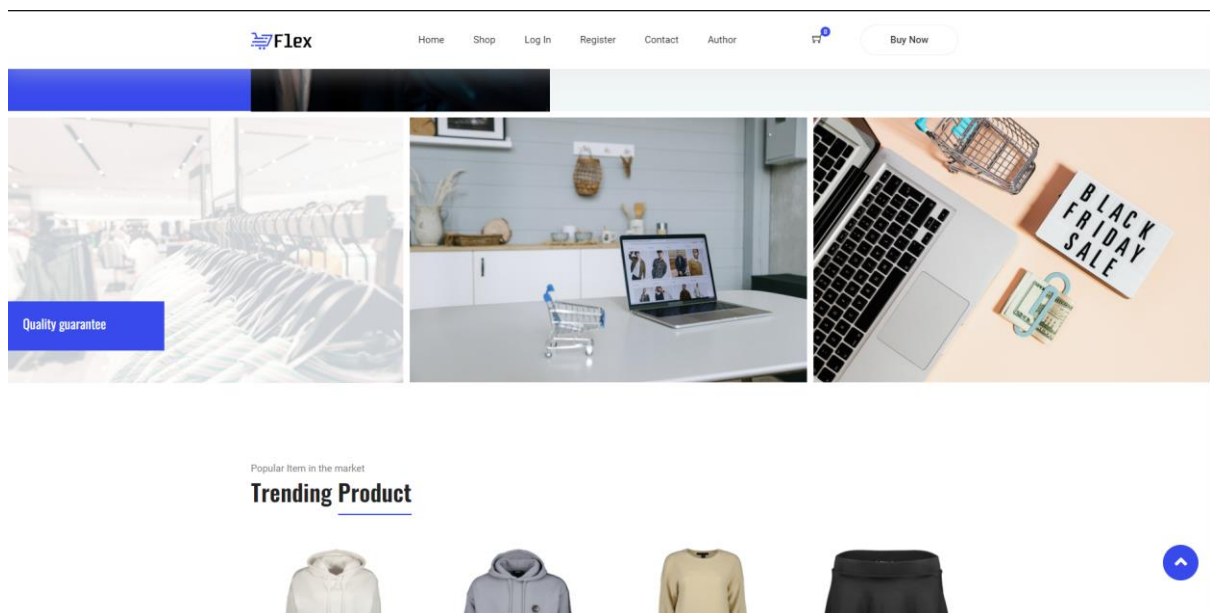 Flex
Home Shop Log In Register Contact Author 0 Buy Now
BLACK
FRIDAY
SALE
Quality guarantee
Popular Item in the market
Trending Product